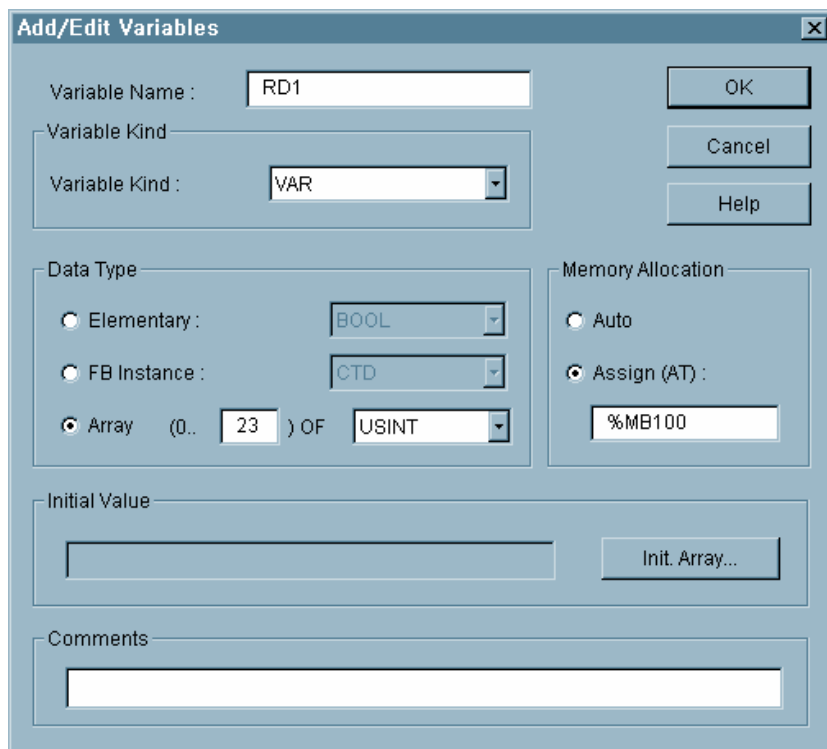 Add/Edit Variables
Variable Name : RD1 OK
Variable Kind
Variable Kind : VAR Cancel
Help
Data Type
Elementary : BOOL
FB Instance : CTD
Array (0.. 23 ) OF USINT
Memory Allocation
Auto
Assign (AT) :
%MB100
Initial Value
Init. Array...
Comments